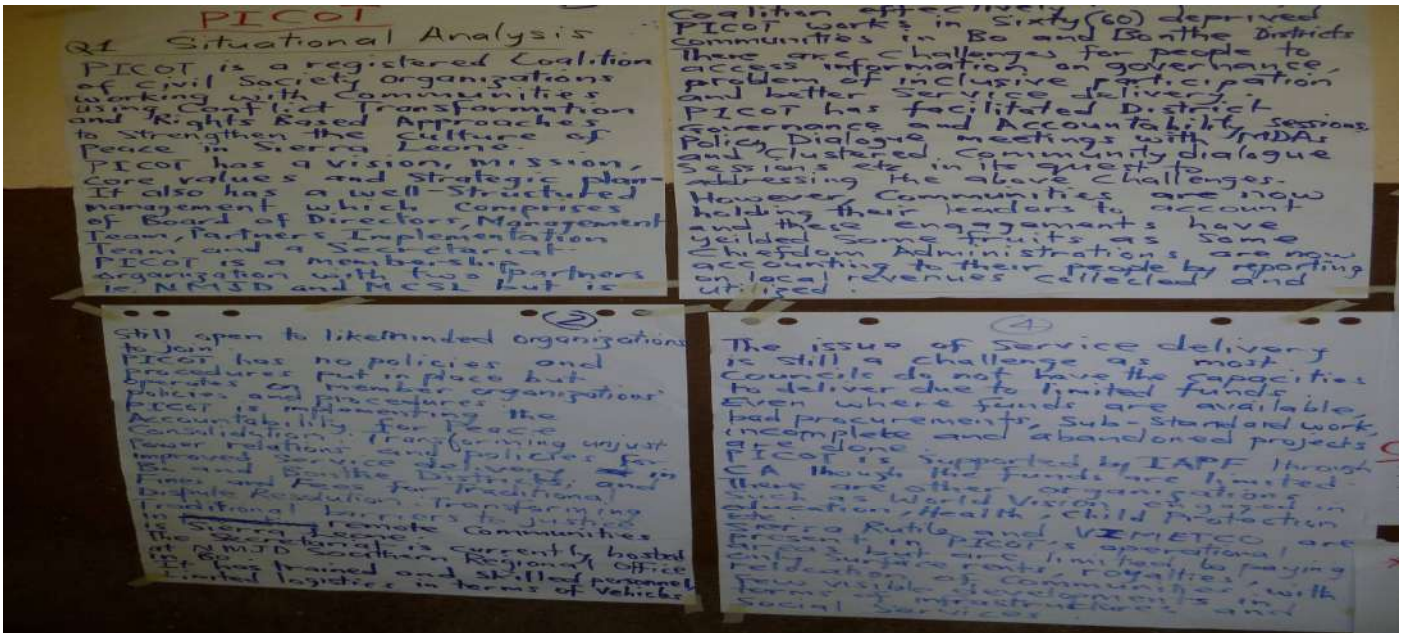 PICOT
Q1 Situational Analysis
PICOT is a registered Coalition
of Civil Society Organizations
working with Communities
using Conflict Transformation
and Rights Based Approaches
to strengthen the Culture of
Peace in Sierra Leone.
PICOT has a vision, mission,
core values and strategic plan-
It also has a well-structured
management which comprises
of Board of Directors, Management
Team, Partners Implementation
Team and a Secretariat
PICOT is a membership
organization with two partners
ie NMJD and MCSL but is
②
Still open to likeminded organizations
to join.
PICOT has no policies and
procedures put in place but
operates on member organizations'
Policies and Procedures.
PICOT is implementing the
Accountability for Peace
Consolidation: Transforming unjust
Power relations and policies for
improved service delivery in
Bo and Bonthe Districts, and
Fines and Fees for Traditional
Dispute Resolution: Transforming
traditional barriers to justice
in Sierra Leone remote Communities
The Secretariat is currently hosted
at NMJD Southern Regional Office
It has trained and skilled personnel
Limited logistics in terms of vehicles
Coalition effectively
PICOT works in Sixty (60) deprived
Communities in Bo and Bonthe Districts
There are challenges for people to
access information on governance,
problem of inclusive participation
and better service delivery.
PICOT has facilitated District
Governance and Accountability sessions,
Policy Dialogue meetings with MDAs
and Clustered Community dialogue
Sessions etc in its quest to
addressing the above challenges.
However, Communities are now
holding their leaders to account
and these engagements have
yeilded some fruits as some
Chiefdom Administrations are now
accounting to their people by reporting
on local revenues collected and
utilized.
④
The issue of Service delivery
is still a challenge as most
Councils do not have the capacities
to deliver due to limited funds.
Even where funds are available,
bad procurements, Sub-Standard work,
incomplete and abandoned projects
are done
PICOT is supported by IAPF through
CA though the funds are limited.
There are other organizations
such as World Vision engaged in
education, Health, Child Protection
etc.
Sierra Rutile and VIMETCO are
present in PICOT's operational
areas but are limited to paying
surface rents, royalties,
relocation of communities, with
few visible developments in
terms of infrastructures and
Social Services.